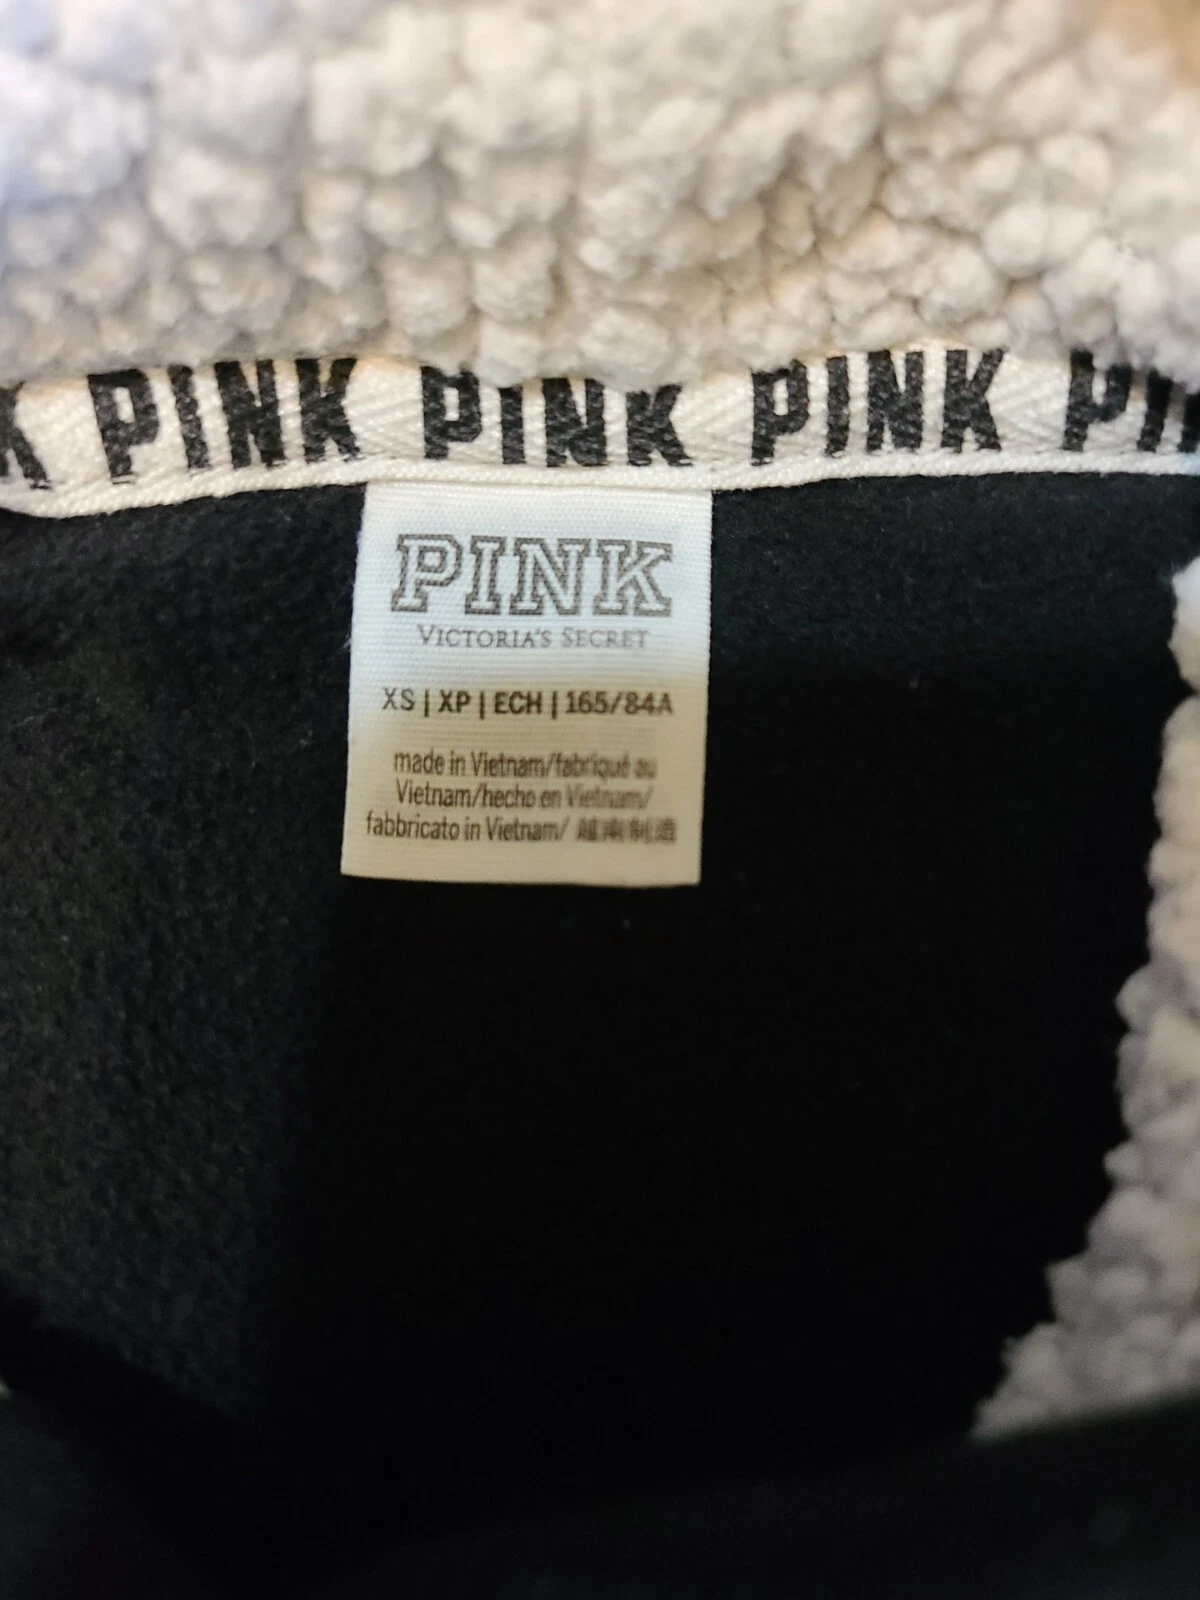 K PINK PINK PINK PI
PINK
VICTORIA'S SECRET
XS | XP | ECH | 165/84A
made in Vietnam/fabriqué au
Vietnam/hecho en Vietnam/
fabbricato in Vietnam/ 越南制造